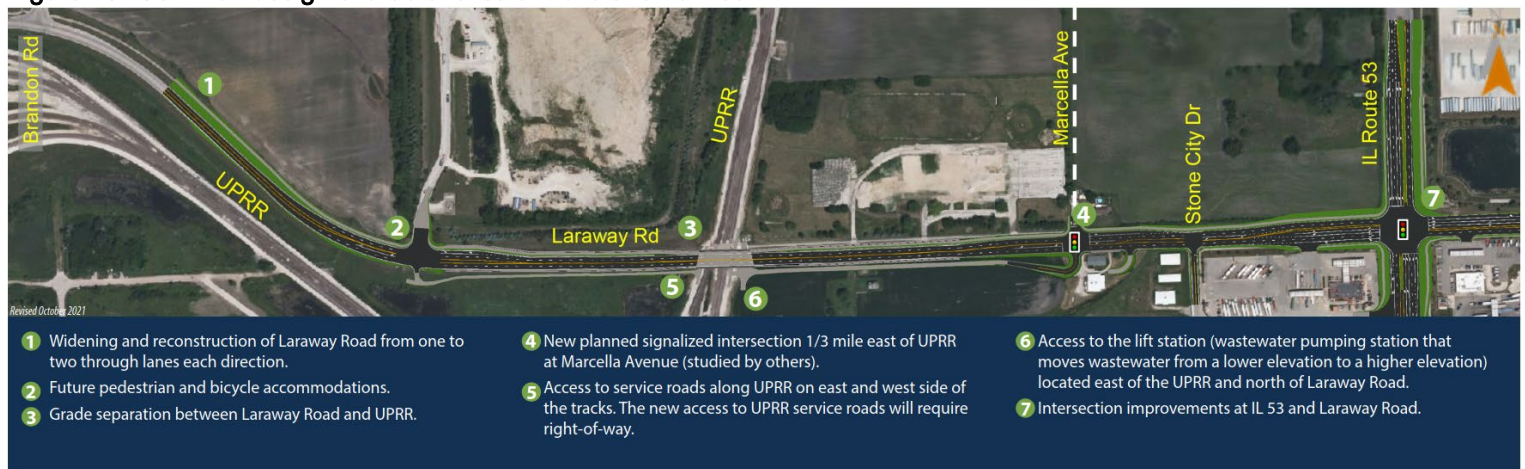 Brandon Rd
1
UPRR
2
Laraway Rd
3
UPRR
5
6
Marcella Ave
4
Stone City Dr
IL Route 53
7
Revised October 2021
1 Widening and reconstruction of Laraway Road from one to
two through lanes each direction.
2 Future pedestrian and bicycle accommodations.
3 Grade separation between Laraway Road and UPRR.
4 New planned signalized intersection 1/3 mile east of UPRR
at Marcella Avenue (studied by others).
5 Access to service roads along UPRR on east and west side of
the tracks. The new access to UPRR service roads will require
right-of-way.
6 Access to the lift station (wastewater pumping station that
moves wastewater from a lower elevation to a higher elevation)
located east of the UPRR and north of Laraway Road.
7 Intersection improvements at IL 53 and Laraway Road.